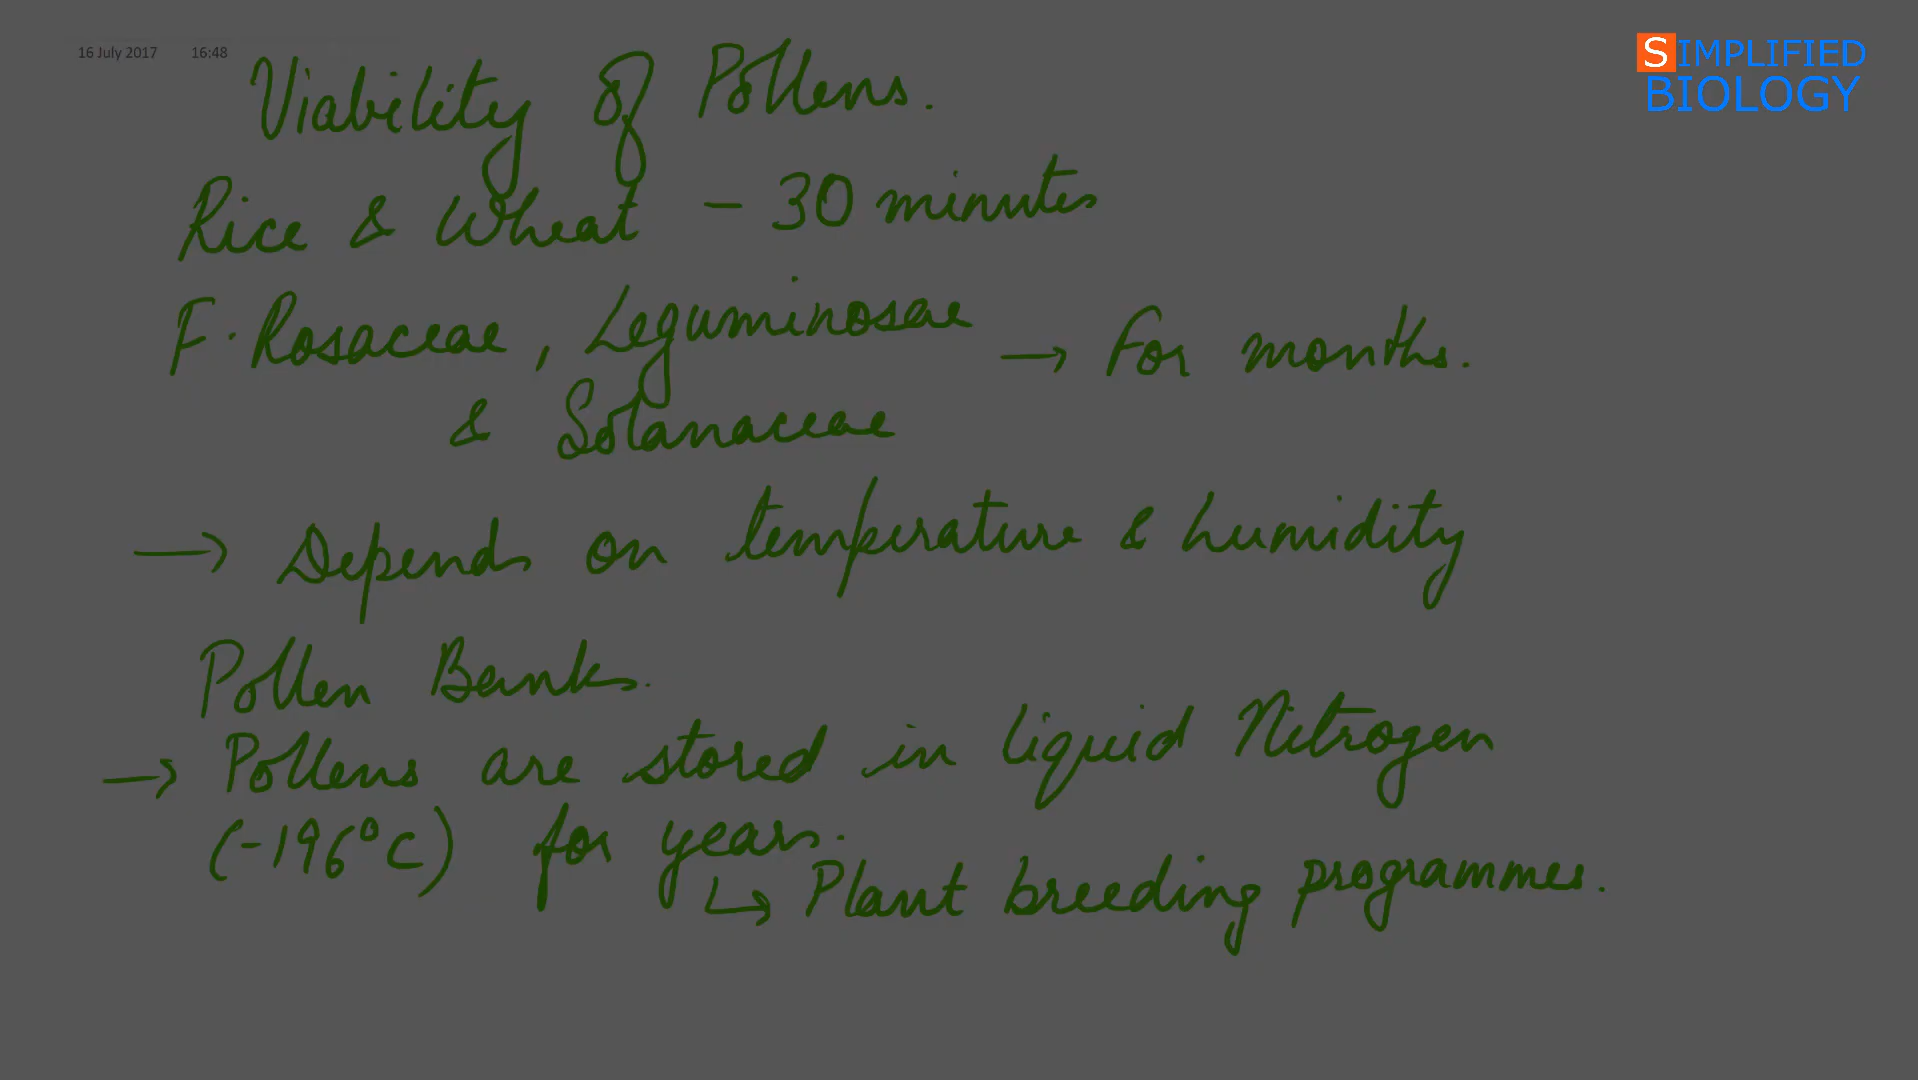 16 July 2017 16:48
SIMPLIFIED
BIOLOGY
Viability of Pollens.
Rice & Wheat - 30 minutes
F. Rosaceae, Leguminosae → For months.
& Solanaceae
→ Depends on temperature & humidity
Pollen Banks.
→ Pollens are stored in liquid Nitrogen
(-196°C) for years.
↳ Plant breeding programmes.